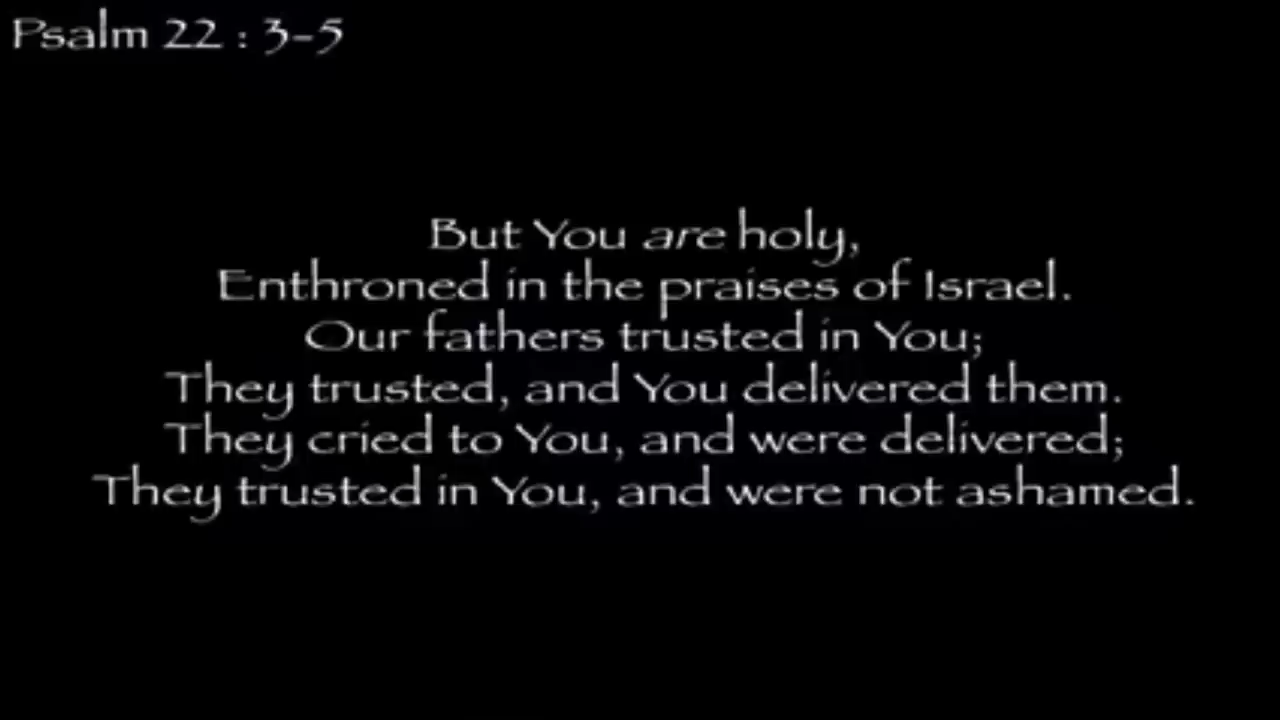 Psalm 22 : 3-5
But You are holy,
Enthroned in the praises of Israel.
Our fathers trusted in You;
They trusted, and You delivered them.
They cried to You, and were delivered;
They trusted in You, and were not ashamed.